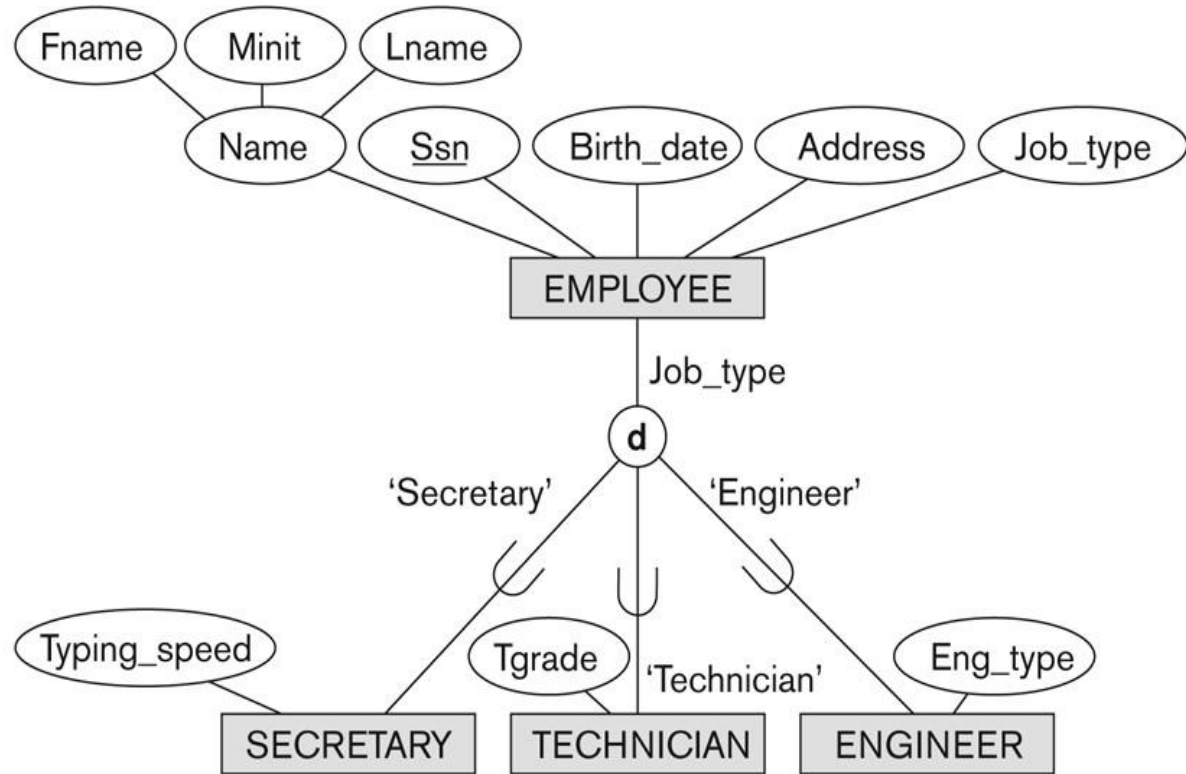 Fname Minit Lname
Name Ssn Birth_date Address Job_type
EMPLOYEE
Job_type
d
‘Secretary’ ‘Engineer’
Typing_speed Tgrade ‘Technician’ Eng_type
SECRETARY TECHNICIAN ENGINEER